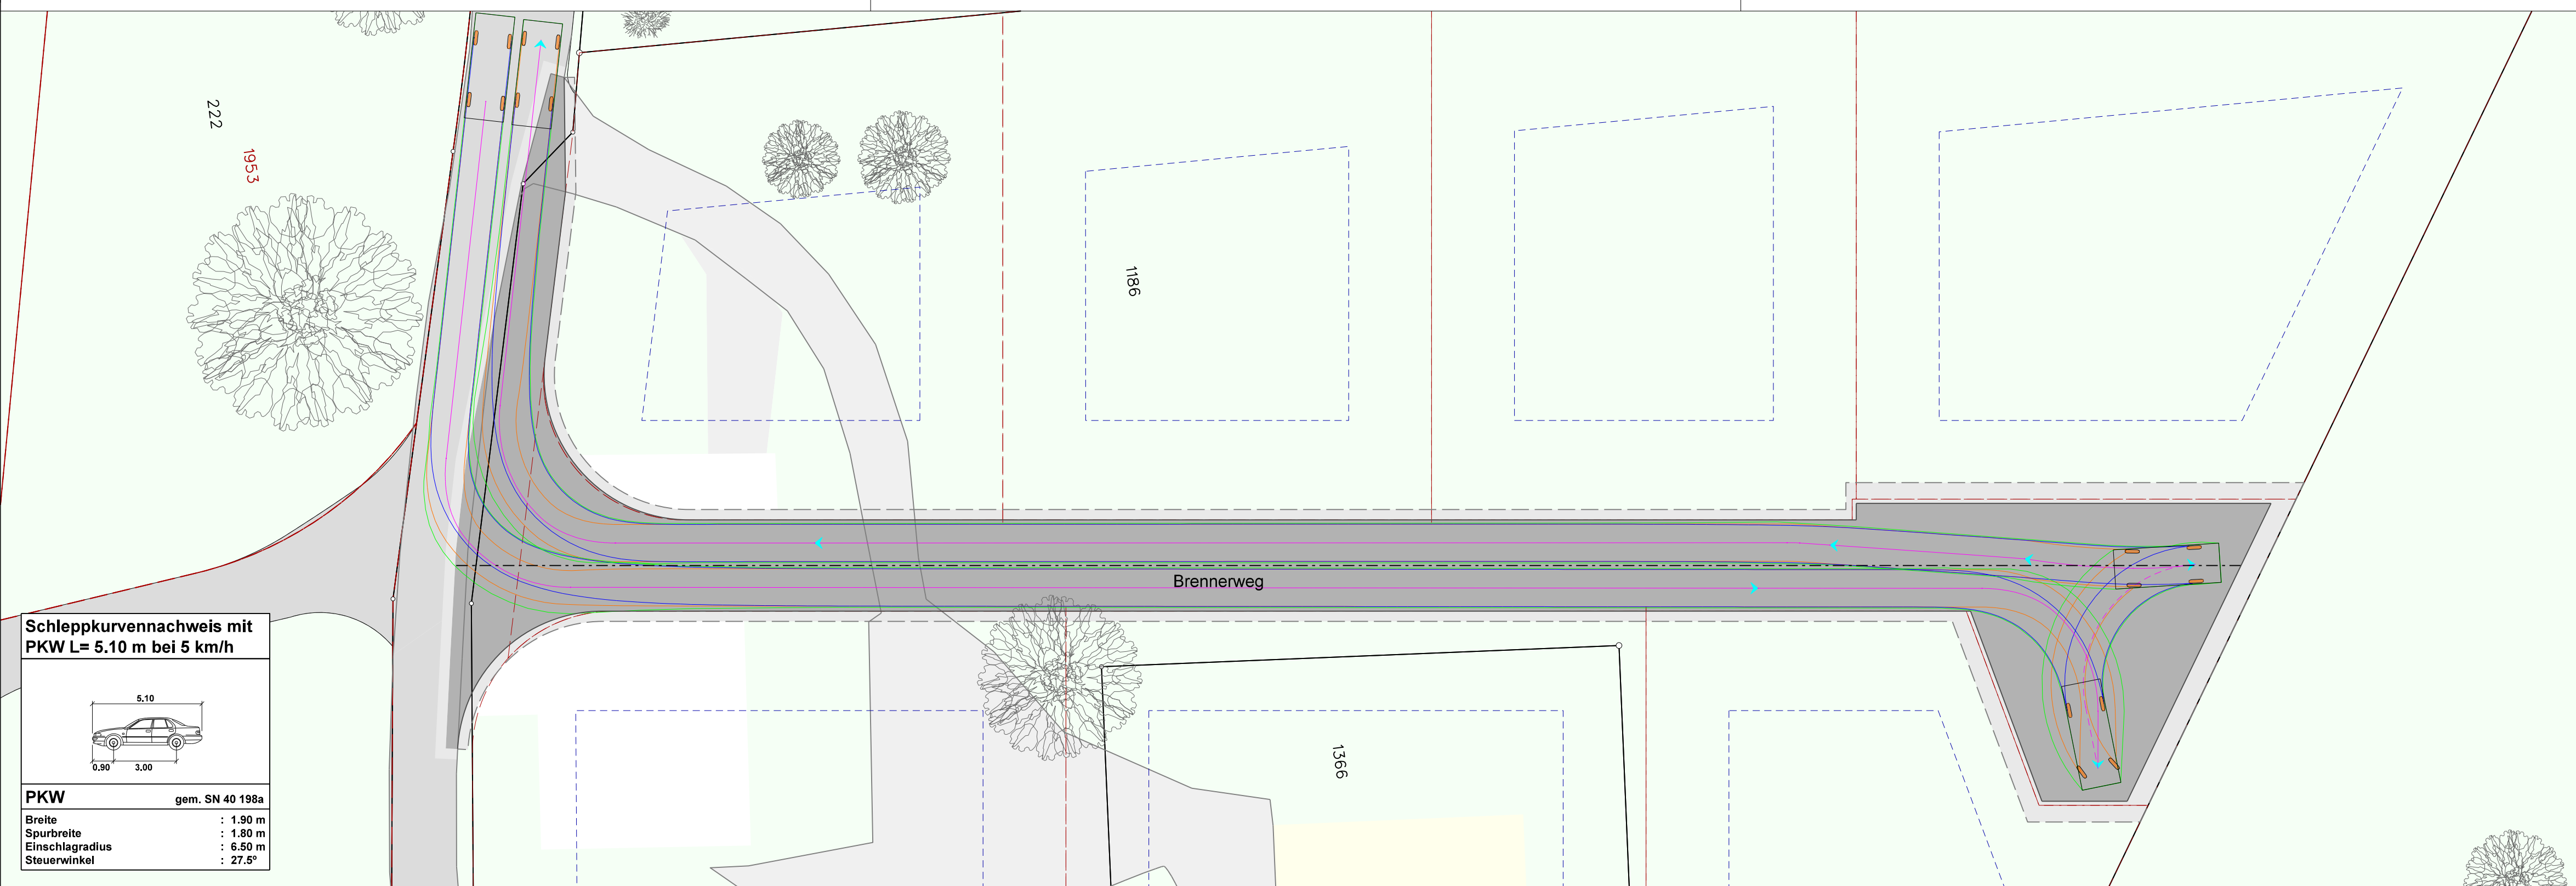 222
1953
1186
Brennerweg
1366
Schleppkurvennachweis mit
PKW L= 5.10 m bei 5 km/h
5.10
0.90 3.00
PKW gem. SN 40 198a
Breite : 1.90 m
Spurbreite : 1.80 m
Einschlagradius : 6.50 m
Steuerwinkel : 27.5°